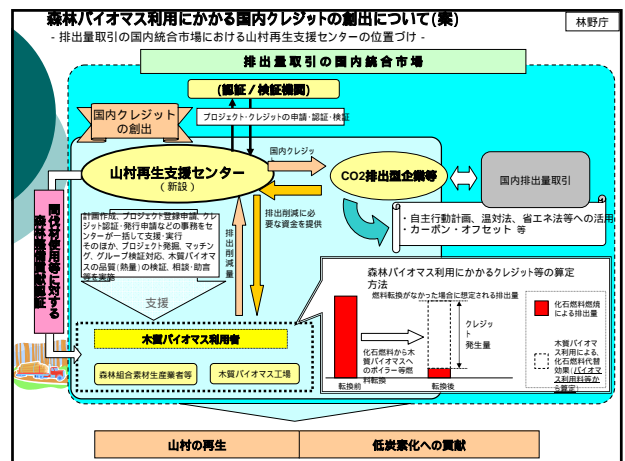 森林バイオマス利用にかかる国内クレジットの創出について(案)
林野庁
- 排出量取引の国内統合市場における山村再生支援センターの位置づけ -
排出量取引の国内統合市場
(認証/検証機関)
国内クレジット
の創出
プロジェクト・クレジットの申請・認証・検証
国内クレジッ
ト
山村再生支援センター
(新設)
CO2排出型企業等
国内排出量取引
計画作成、プロジェクト登録申請、クレ
ジット認証・発行申請などの事務をセ
ンターが一括して支援・実行
そのほか、プロジェクト発掘、マッチン
グ、グループ検証対応、木質バイオマ
スの品質(熱量)の検証、相談・助言
等を実施
排出削減量
排出削減に必
要な資金を提供
・自主行動計画、温対法、省エネ法等への活用
・カーボン・オフセット 等
間伐材使用等に対する
支援
木質バイオマス利用者
森林組合素材生産業者等
木質バイオマス工場
森林バイオマス利用にかかるクレジット等の算定
方法
燃料転換がなかった場合に想定される排出量
クレジッ
ト
発生量
化石燃料から木
質バイオマスへ
のボイラー等燃
料転換
転換前
転換後
化石燃料燃焼
による排出量
木質バイオ
マス利用による、
化石燃料代替
効果(バイオマ
ス利用料等か
ら算定)
山村の再生
低炭素化への貢献